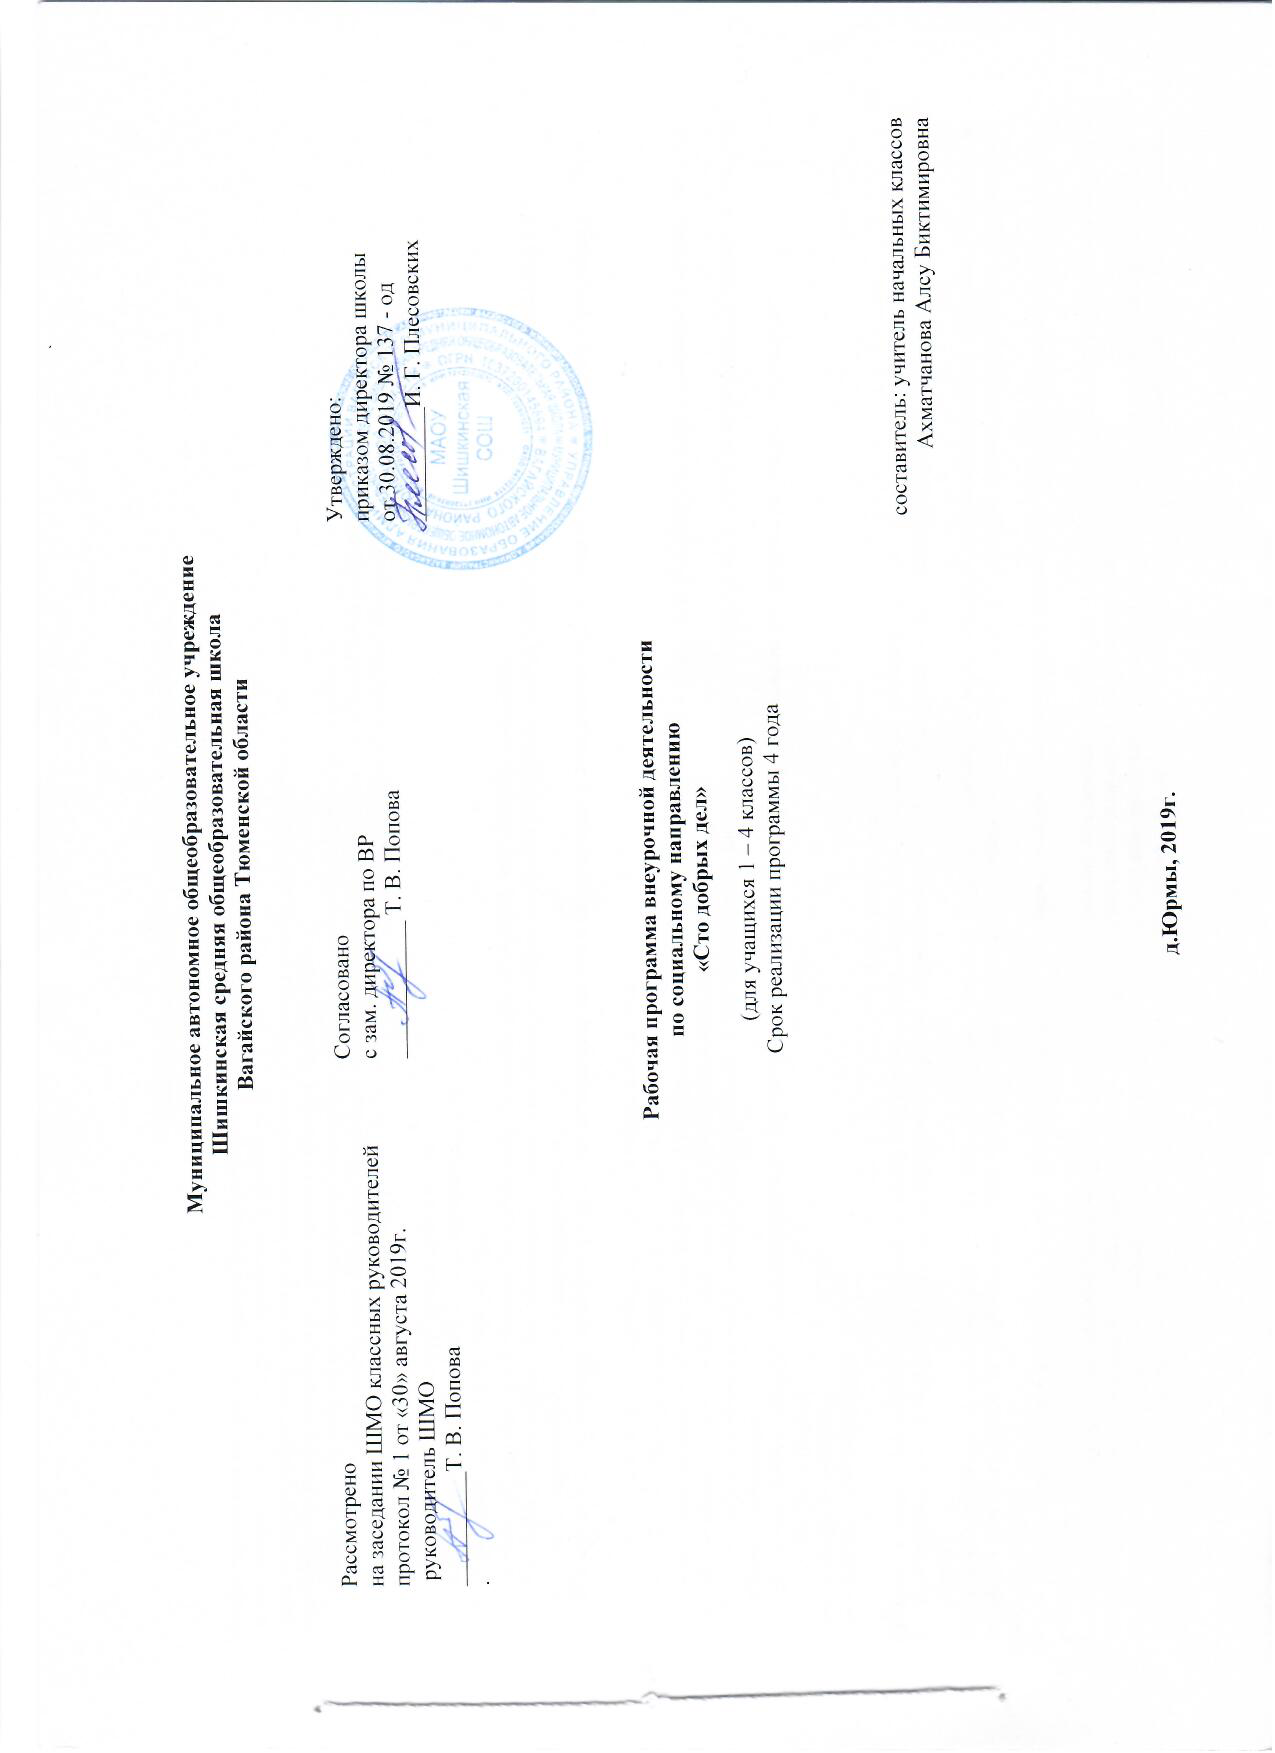 Муниципальное автономное общеобразовательное учреждение
Шишкинская средняя общеобразовательная школа
Вагайского района Тюменской области
Рассмотрено
на заседании ШМО классных руководителей
протокол № 1 от «30» августа 2019г.
руководитель ШМО
__________Т. В. Попова
.
Согласовано
с зам. директора по ВР
____________ Т. В. Попова
Утверждено:
приказом директора школы
от 30.08.2019 № 137 - од
__________И. Г. Плесовских
МАОУ
Шишкинская
СОШ
Рабочая программа внеурочной деятельности
по социальному направлению
«Сто добрых дел»
(для учащихся 1 – 4 классов)
Срок реализации программы 4 года
составитель: учитель начальных классов
Ахматчанова Алсу Биктимировна
д.Юрмы, 2019г.